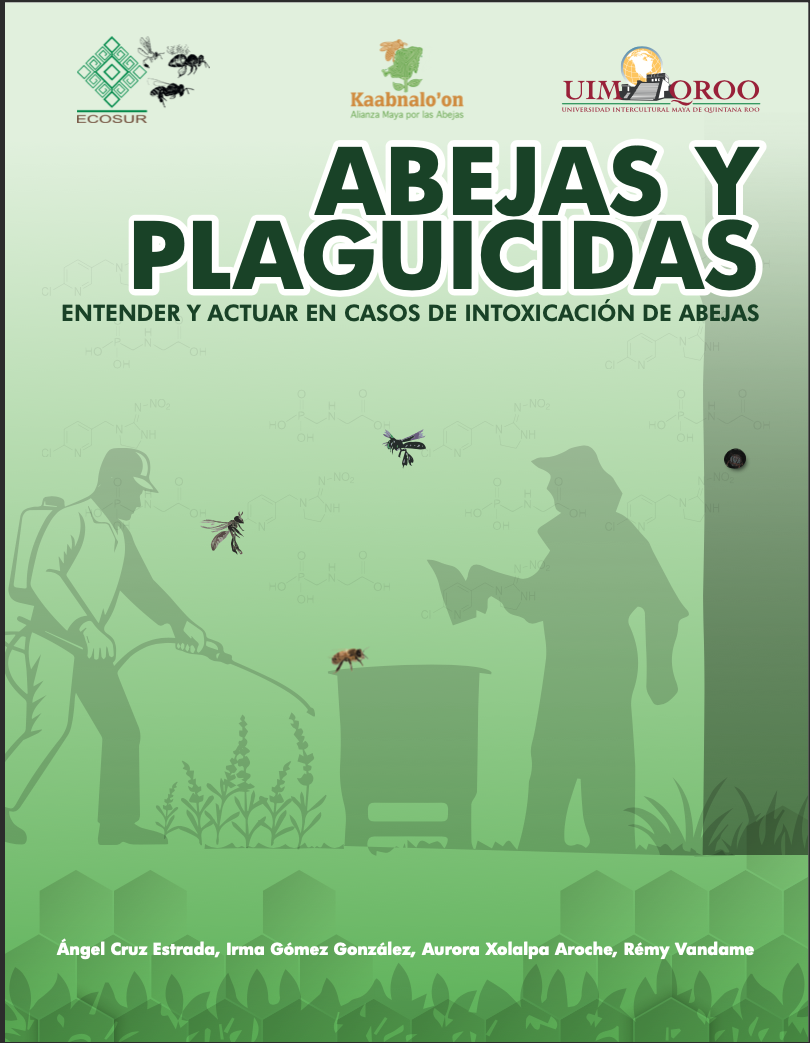 ECOSUR
Kaabnalo'on
Alianza Maya por las Abejas
UIMQROO
UNIVERSIDAD INTERCULTURAL MAYA DE QUINTANA ROO
ABEJAS Y
PLAGUICIDAS
ENTENDER Y ACTUAR EN CASOS DE INTOXICACIÓN DE ABEJAS
Ángel Cruz Estrada, Irma Gómez González, Aurora Xolalpa Aroche, Rémy Vandame